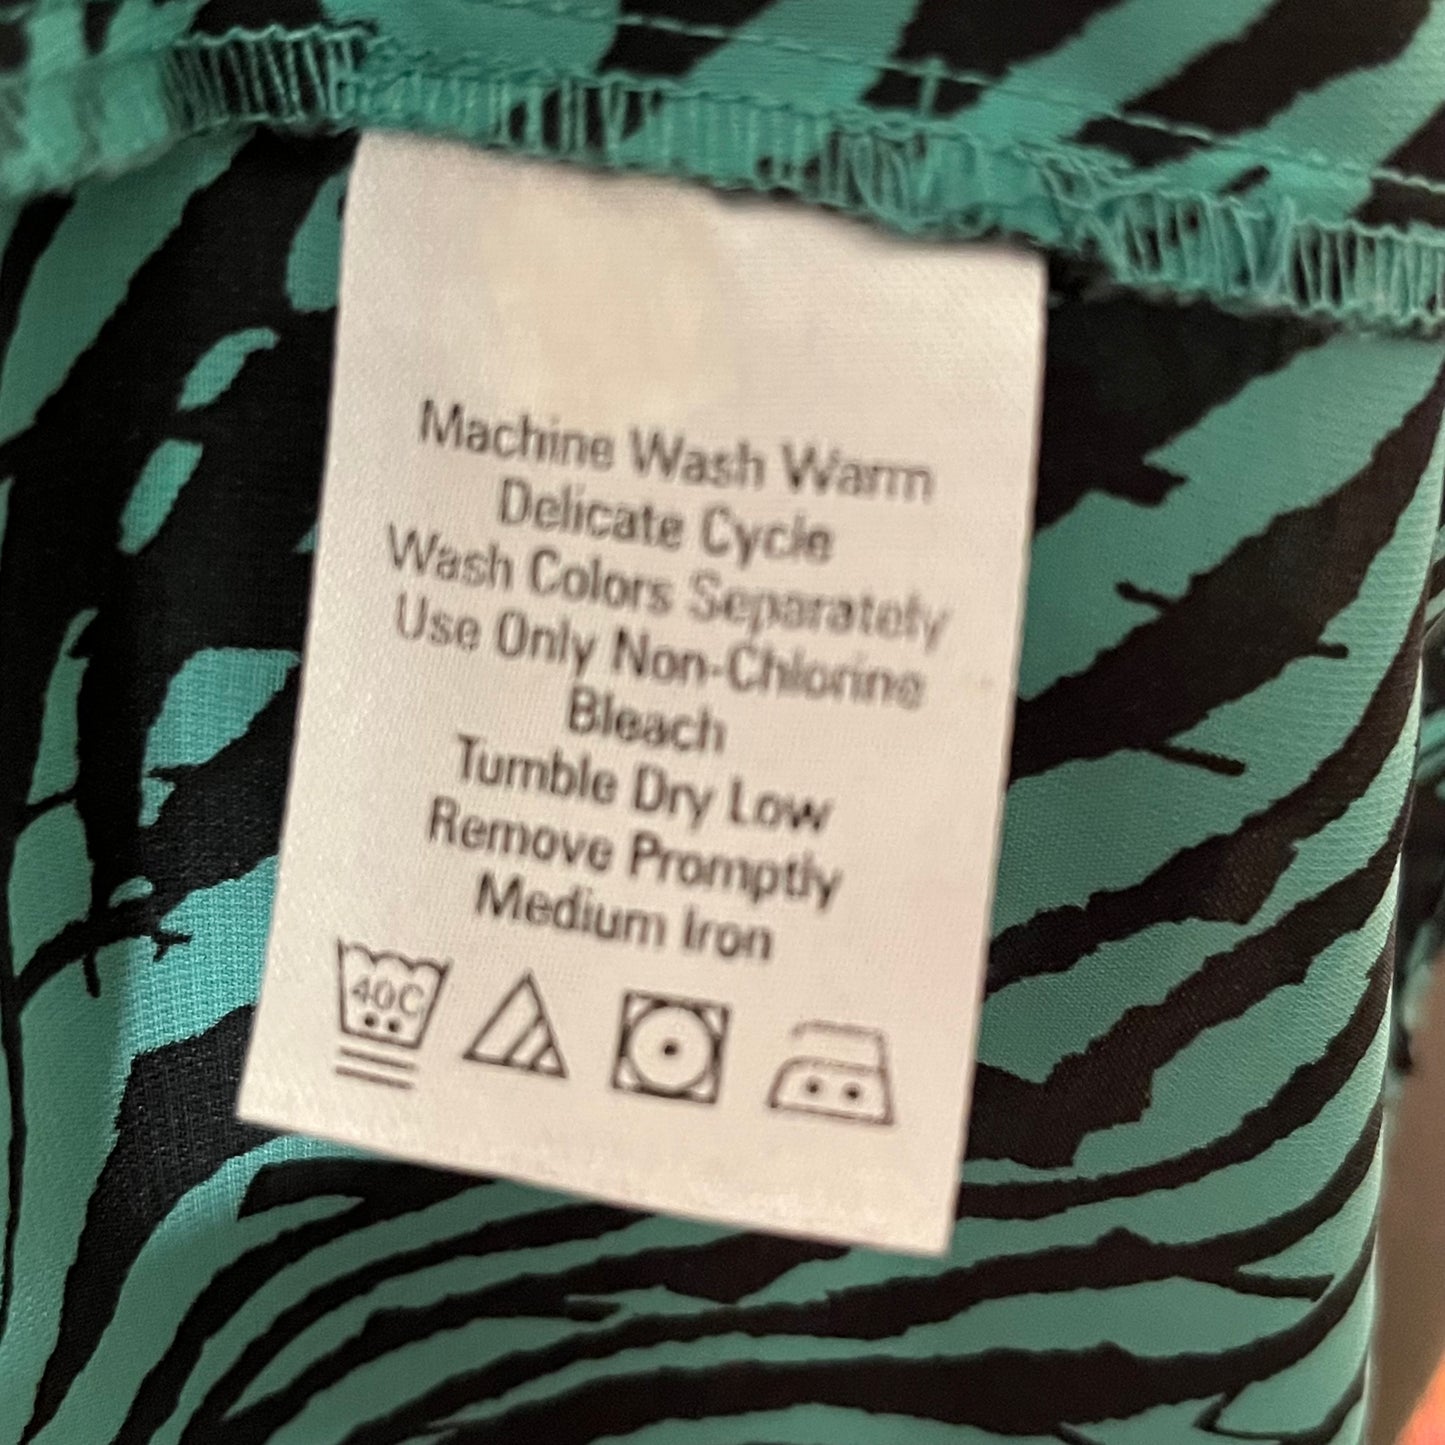 Machine Wash Warm
Delicate Cycle
Wash Colors Separately
Use Only Non-Chlorine
Bleach
Tumble Dry Low
Remove Promptly
Medium Iron
40C